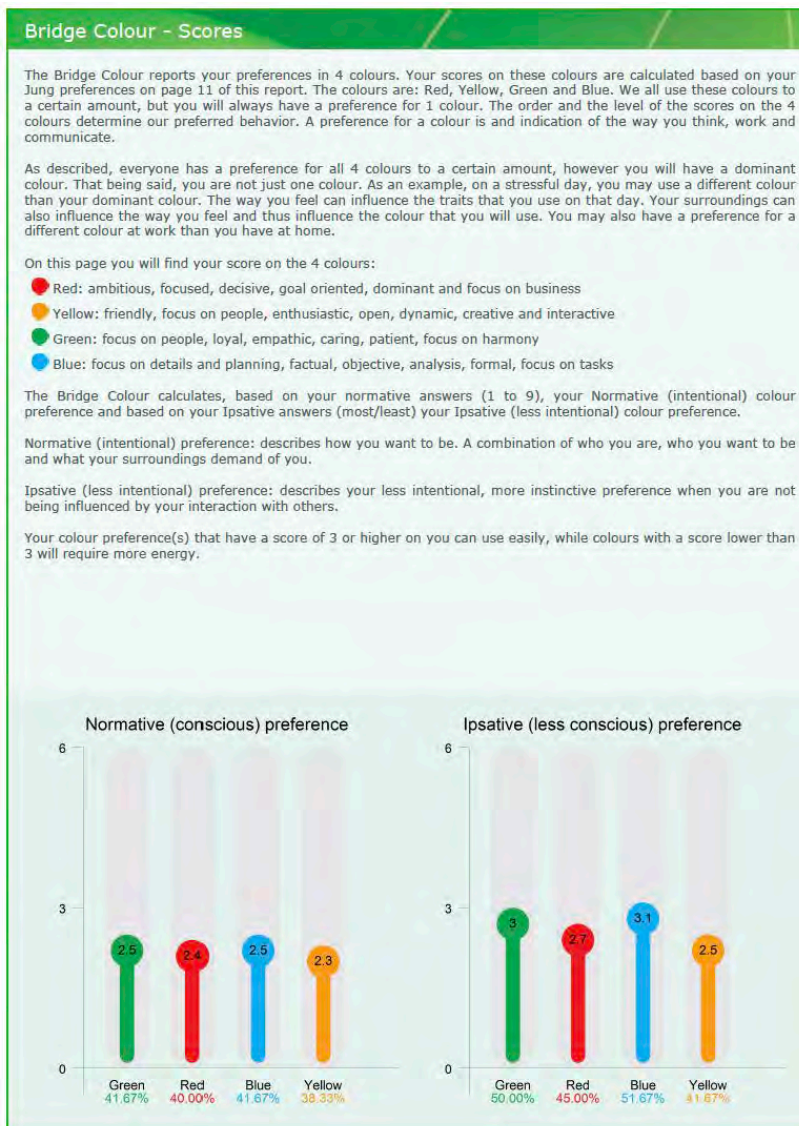 Bridge Colour - Scores
The Bridge Colour reports your preferences in 4 colours. Your scores on these colours are calculated based on your
Jung preferences on page 11 of this report. The colours are: Red, Yellow, Green and Blue. We all use these colours to
a certain amount, but you will always have a preference for 1 colour. The order and the level of the scores on the 4
colours determine our preferred behavior. A preference for a colour is and indication of the way you think, work and
communicate.
As described, everyone has a preference for all 4 colours to a certain amount, however you will have a dominant
colour. That being said, you are not just one colour. As an example, on a stressful day, you may use a different colour
than your dominant colour. The way you feel can influence the traits that you use on that day. Your surroundings can
also influence the way you feel and thus influence the colour that you will use. You may also have a preference for a
different colour at work than you have at home.
On this page you will find your score on the 4 colours:
Red: ambitious, focused, decisive, goal oriented, dominant and focus on business
Yellow: friendly, focus on people, enthusiastic, open, dynamic, creative and interactive
Green: focus on people, loyal, empathic, caring, patient, focus on harmony
Blue: focus on details and planning, factual, objective, analysis, formal, focus on tasks
The Bridge Colour calculates, based on your normative answers (1 to 9), your Normative (intentional) colour
preference and based on your Ipsative answers (most/least) your Ipsative (less intentional) colour preference.
Normative (intentional) preference: describes how you want to be. A combination of who you are, who you want to be
and what your surroundings demand of you.
Ipsative (less intentional) preference: describes your less intentional, more instinctive preference when you are not
being influenced by your interaction with others.
Your colour preference(s) that have a score of 3 or higher on you can use easily, while colours with a score lower than
3 will require more energy.
Normative (conscious) preference
6
3
0
2.5
2.4
2.5
2.3
Green
Red
Blue
Yellow
41.67%
40.00%
41.67%
38.33%
Ipsative (less conscious) preference
6
3
0
3
2.7
3.1
2.5
Green
Red
Blue
Yellow
50.00%
45.00%
51.67%
41.67%